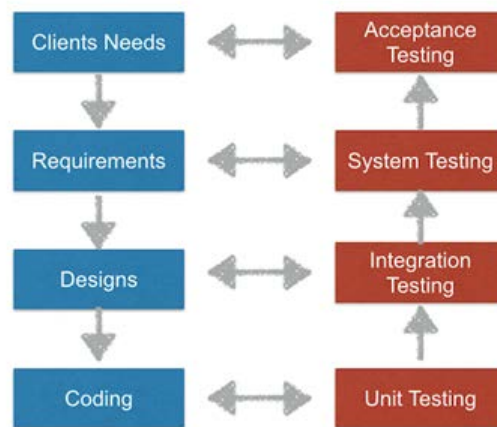 Clients Needs
Acceptance
Testing
Requirements
System Testing
Designs
Integration
Testing
Coding
Unit Testing